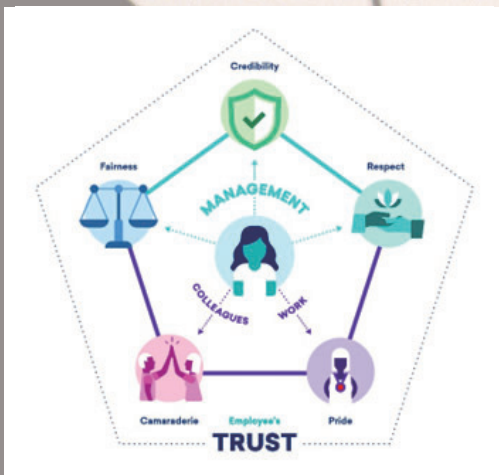 Credibility
Fairness
Respect
MANAGEMENT
COLLEAGUES
WORK
Camaraderie
Employee's
Pride
TRUST